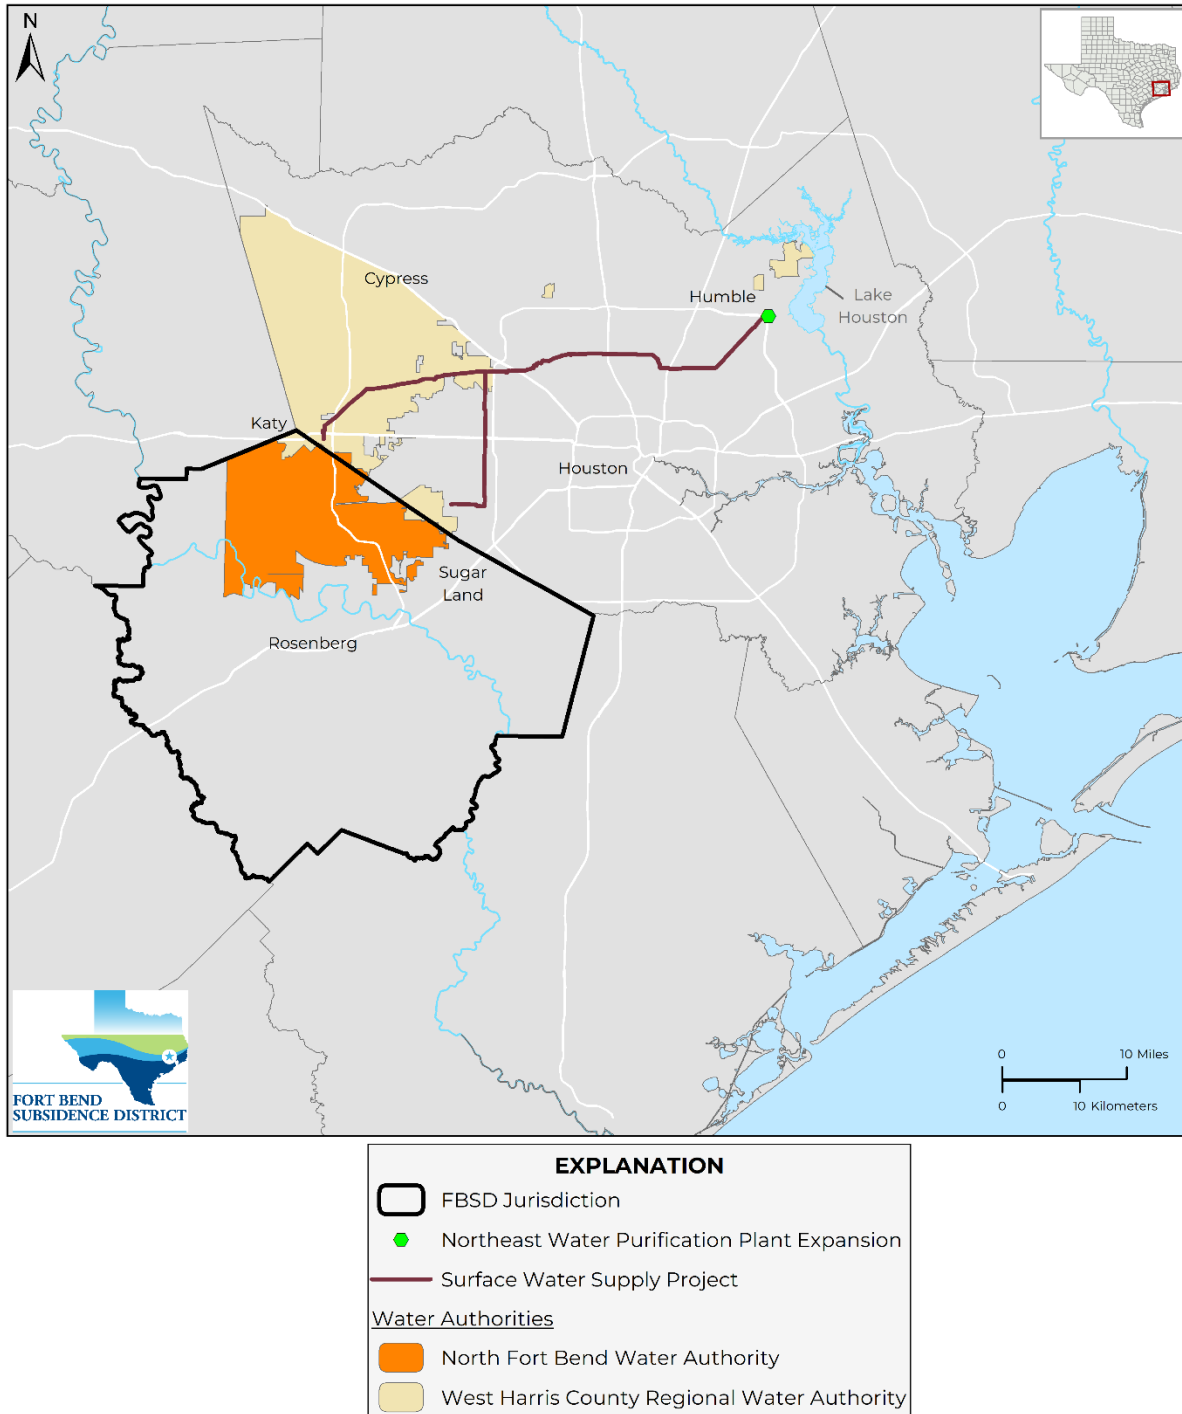 N
Cypress
Humble
Lake
Houston
Katy
Houston
Sugar
Land
Rosenberg
0 10 Miles
0 10 Kilometers
FORT BEND
SUBSIDENCE DISTRICT
EXPLANATION
FBSD Jurisdiction
Northeast Water Purification Plant Expansion
Surface Water Supply Project
Water Authorities
North Fort Bend Water Authority
West Harris County Regional Water Authority